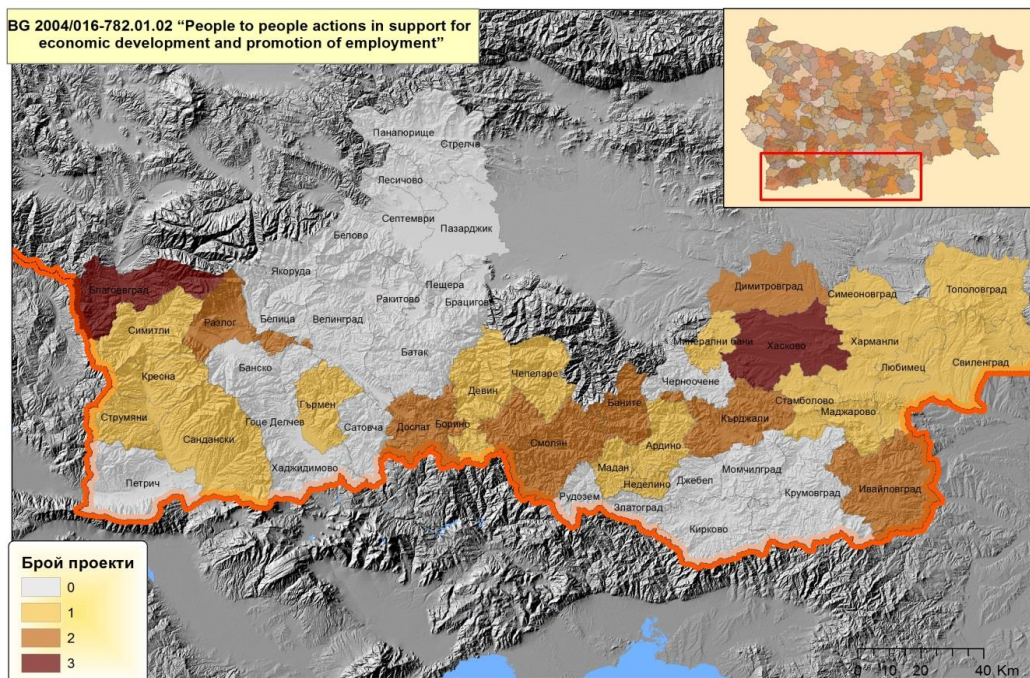 BG 2004/016-782.01.02 “People to people actions in support for
economic development and promotion of employment”
Панагюрище
Стрелча
Лесичово
Септември
Пазарджик
Белово
Якоруда
Пещера
Ракитово
Брацигово
Благоевград
Димитровград
Симеоновград
Тополовград
Симитли
Разлог
Белица
Велинград
Минерални бани
Хасково
Харманли
Батак
Любимец
Свиленград
Банско
Чепеларе
Черноочене
Кресна
Девин
Гърмен
Стамболово
Струмяни
Гоце Делчев
Сатовча
Доспат
Борино
Баните
Кърджали
Маджарово
Сандански
Смолян
Ардино
Хаджидимово
Мадан
Момчилград
Петрич
Неделино
Джебел
Рудозем
Крумовград
Ивайловград
Златоград
Кирково
Брой проекти
0
1
2
3
0 10 20 40 Km